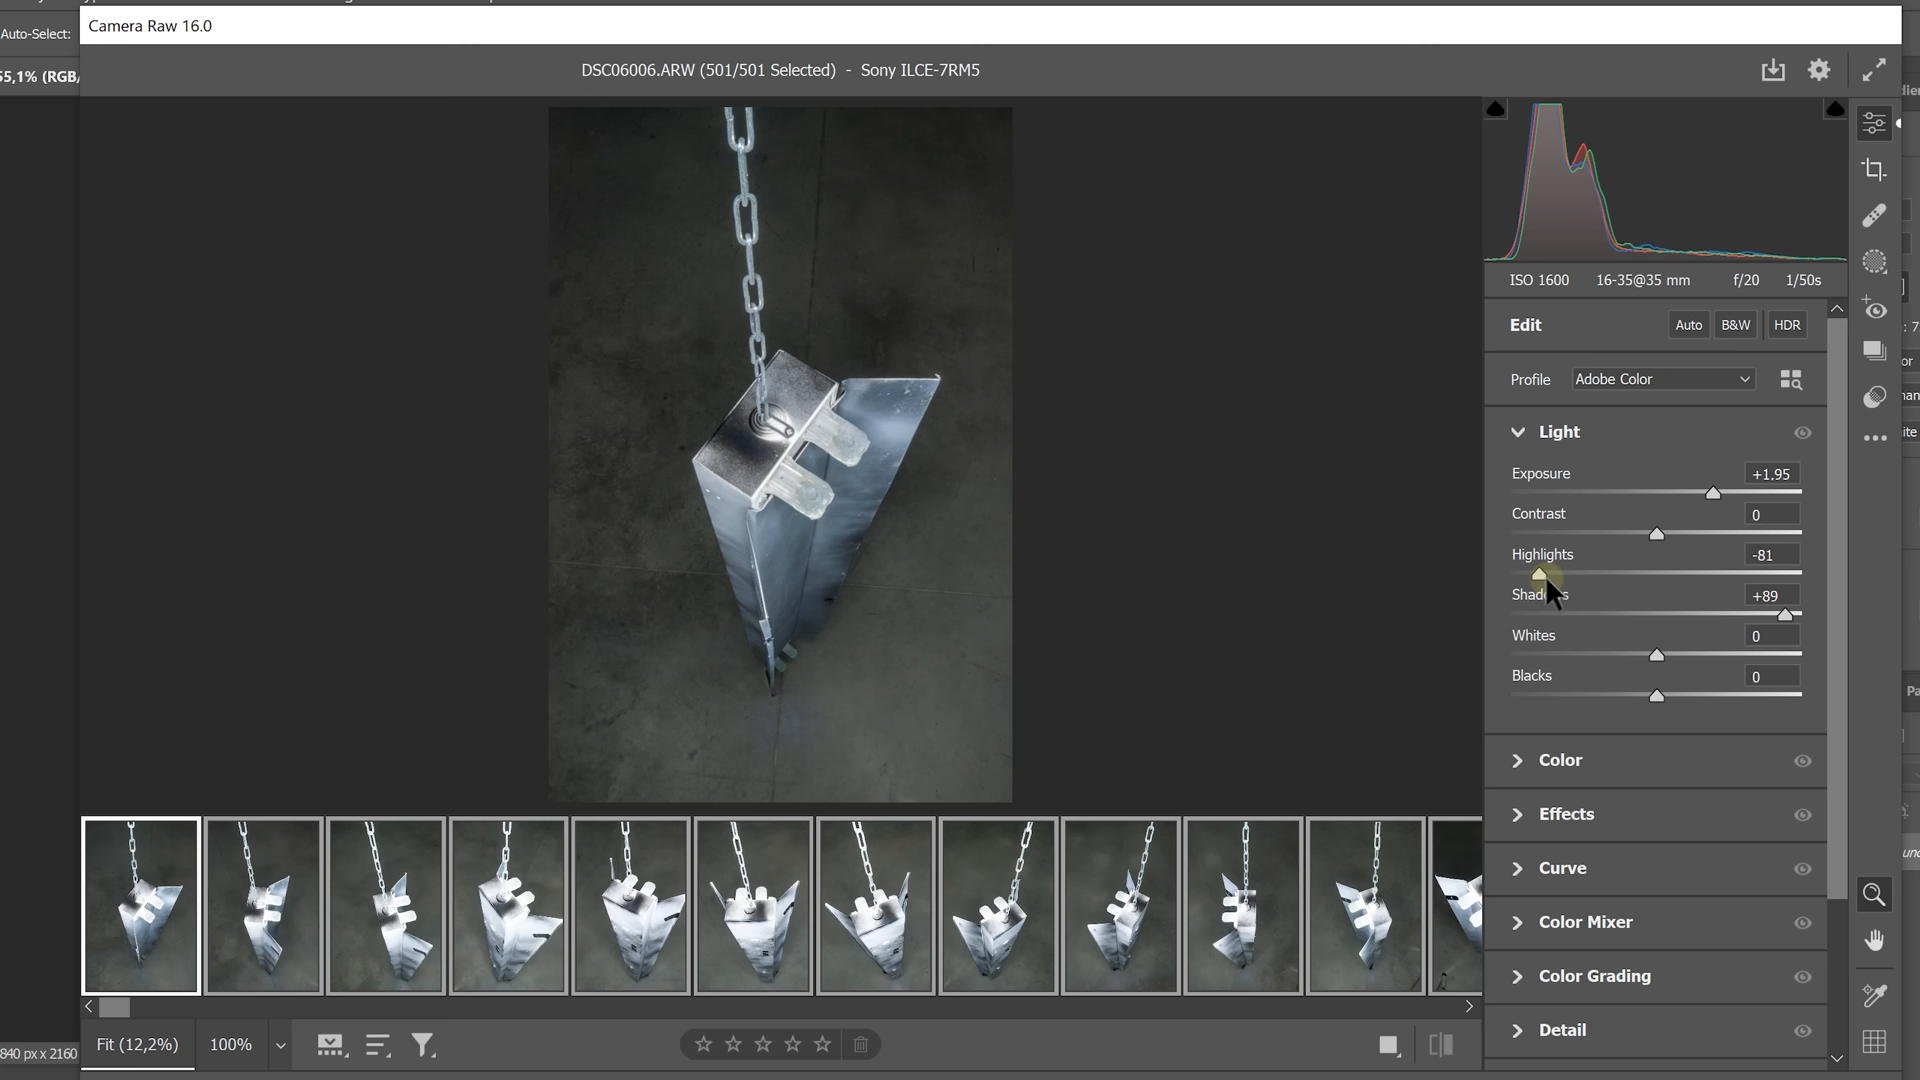 Camera Raw 16.0
Auto-Select:
55,1% (RGB/
DSC06006.ARW (501/501 Selected) - Sony ILCE-7RM5
ISO 1600 16-35@35 mm f/20 1/50s
Edit Auto B&W HDR
Profile Adobe Color
Light
Exposure +1,95
Contrast 0
Highlights -81
Shadows +89
Whites 0
Blacks 0
Color
Effects
Curve
Color Mixer
Color Grading
Detail
Fit (12,2%) 100%
840 px x 2160